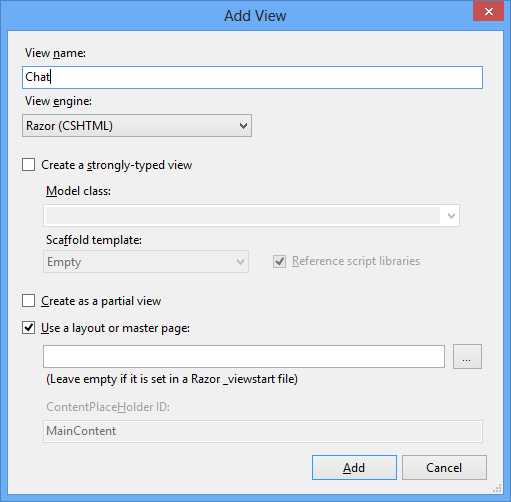 Add View
View name:
Chat
View engine:
Razor (CSHTML)
Create a strongly-typed view
Model class:
Scaffold template:
Empty
Reference script libraries
Create as a partial view
Use a layout or master page:
...
(Leave empty if it is set in a Razor _viewstart file)
ContentPlaceHolder ID:
MainContent
Add
Cancel